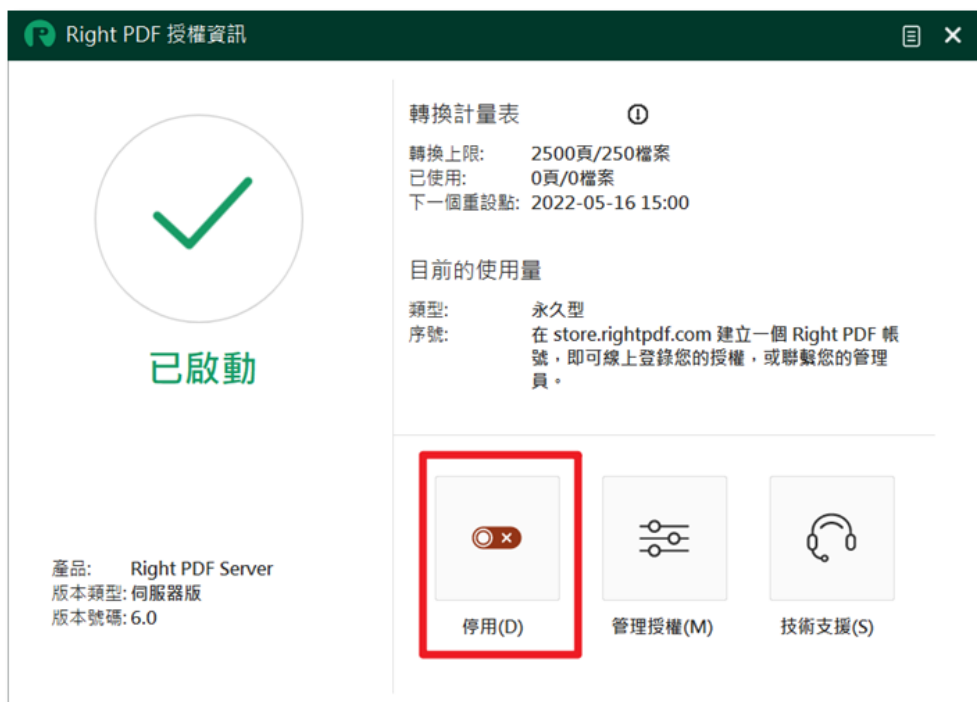 Right PDF 授權資訊
已啟動
產品: Right PDF Server
版本類型: 伺服器版
版本號碼: 6.0
轉換計量表
轉換上限: 2500頁/250檔案
已使用: 0頁/0檔案
下一個重設點: 2022-05-16 15:00
目前的使用量
類型: 永久型
序號: 在 store.rightpdf.com 建立一個 Right PDF 帳
號，即可線上登錄您的授權，或聯繫您的管理
員。
停用(D)
管理授權(M)
技術支援(S)